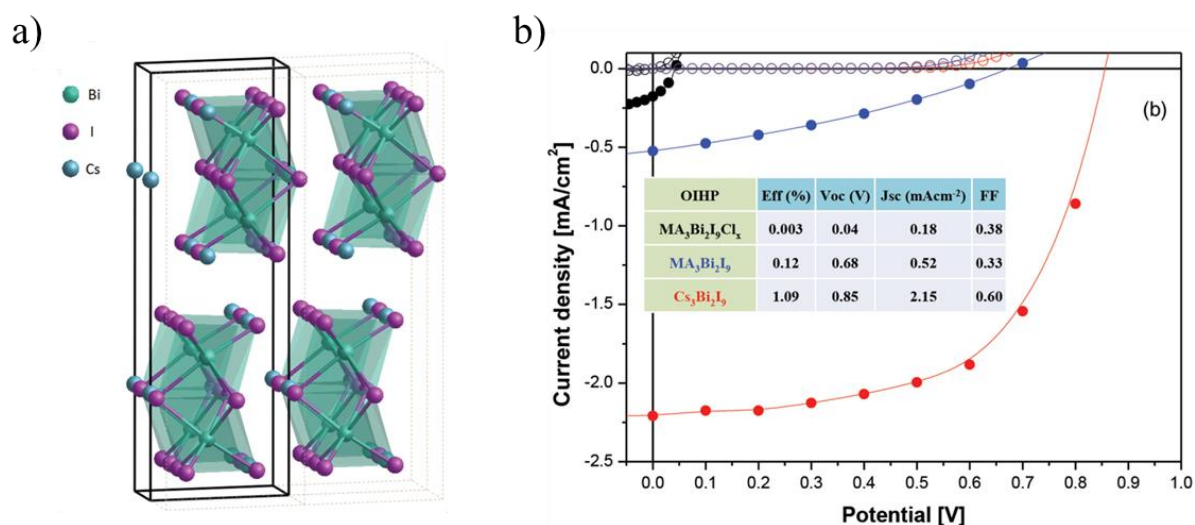 a)
Bi
I
Cs
b)
(b)
0.0
-0.5
-1.0
-1.5
-2.0
-2.5
Current density [mA/cm²]
OIHP Eff (%) Voc (V) Jsc (mAcm⁻²) FF
MA₃Bi₂I₉Clₓ 0.003 0.04 0.18 0.38
MA₃Bi₂I₉ 0.12 0.68 0.52 0.33
Cs₃Bi₂I₉ 1.09 0.85 2.15 0.60
0.0 0.1 0.2 0.3 0.4 0.5 0.6 0.7 0.8 0.9 1.0
Potential [V]